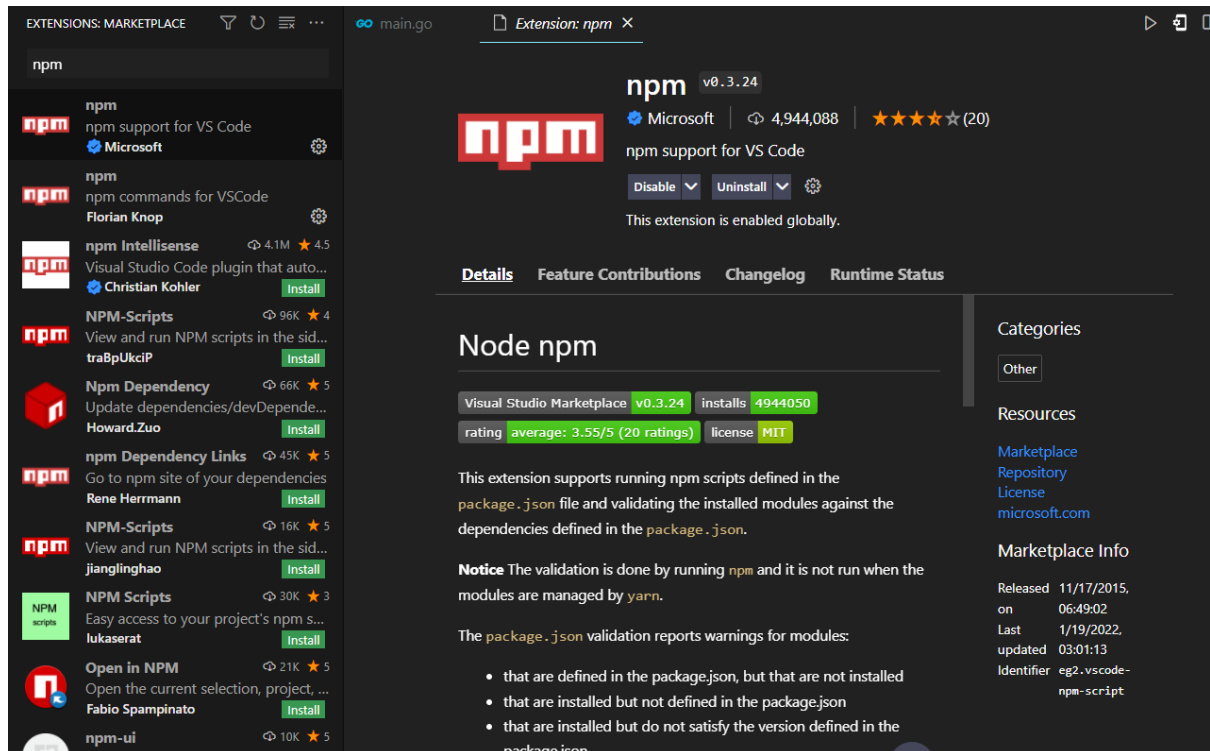 EXTENSIONS: MARKETPLACE
npm
npm
npm
npm support for VS Code
Microsoft
npm
npm
npm commands for VSCode
Florian Knop
npm
npm Intellisense 4.1M 4.5
Visual Studio Code plugin that auto...
Christian Kohler Install
npm
NPM-Scripts 96K 4
View and run NPM scripts in the sid...
traBpUkciP Install
Npm Dependency 66K 5
Update dependencies/devDepende...
Howard.Zuo Install
npm
npm Dependency Links 45K 5
Go to npm site of your dependencies
Rene Herrmann Install
npm
NPM-Scripts 16K 5
View and run NPM scripts in the sid...
jianglinghao Install
NPM
scripts
NPM Scripts 30K 3
Easy access to your project's npm s...
lukaserat Install
Open in NPM 21K 5
Open the current selection, project, ...
Fabio Spampinato Install
npm-ui 10K 5
GO main.go
Extension: npm
npm
npm v0.3.24
Microsoft 4,944,088 (20)
npm support for VS Code
Disable Uninstall
This extension is enabled globally.
Details Feature Contributions Changelog Runtime Status
Node npm
Visual Studio Marketplace v0.3.24 installs 4944050
rating average: 3.55/5 (20 ratings) license MIT
This extension supports running npm scripts defined in the
package.json file and validating the installed modules against the
dependencies defined in the package.json.
Notice The validation is done by running npm and it is not run when the
modules are managed by yarn.
The package.json validation reports warnings for modules:
• that are defined in the package.json, but that are not installed
• that are installed but not defined in the package.json
• that are installed but do not satisfy the version defined in the
package.json
Categories
Other
Resources
Marketplace
Repository
License
microsoft.com
Marketplace Info
Released 11/17/2015,
on 06:49:02
Last 1/19/2022,
updated 03:01:13
Identifier eg2.vscode-
npm-script